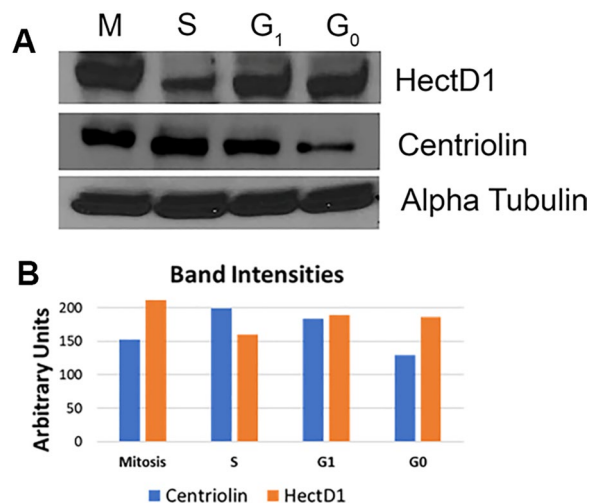 A
M S G1 G0
HectD1
Centriolin
Alpha Tubulin
B
Band Intensities
Arbitrary Units
200
150
100
50
0
Mitosis S G1 G0
Centriolin HectD1